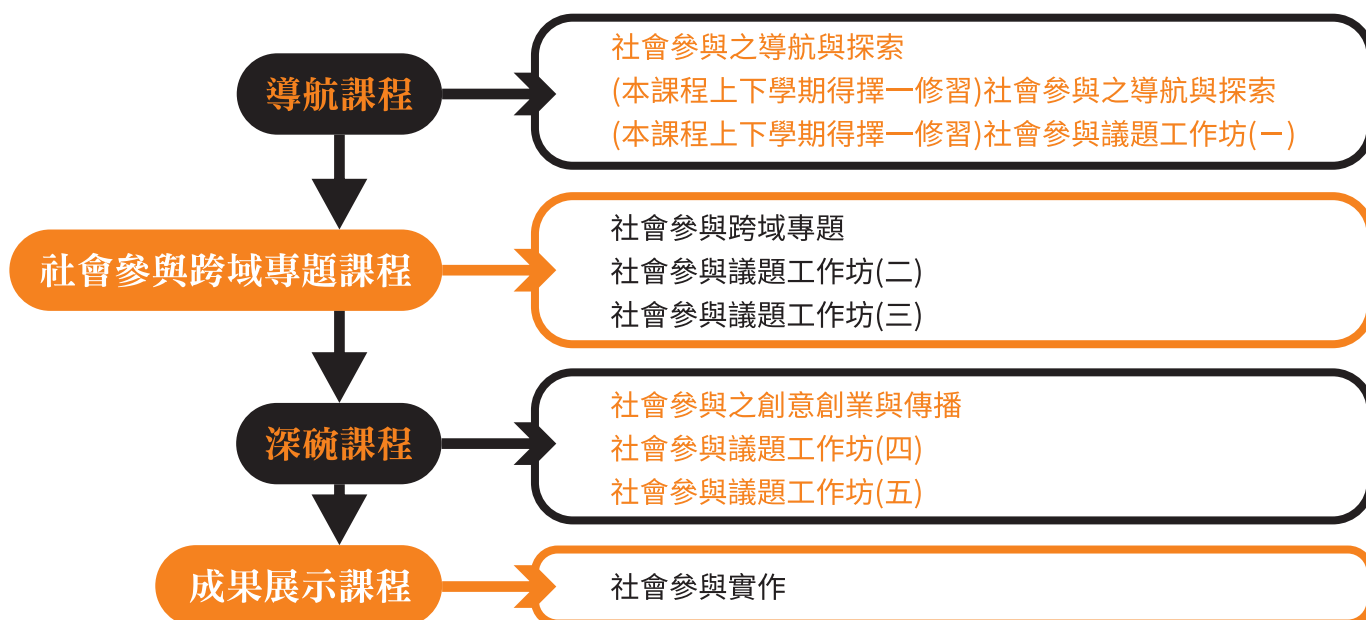 導航課程
社會參與之導航與探索
(本課程上下學期得擇一修習)社會參與之導航與探索
(本課程上下學期得擇一修習)社會參與議題工作坊(一)
社會參與跨域專題課程
社會參與跨域專題
社會參與議題工作坊(二)
社會參與議題工作坊(三)
深碗課程
社會參與之創意創業與傳播
社會參與議題工作坊(四)
社會參與議題工作坊(五)
成果展示課程
社會參與實作